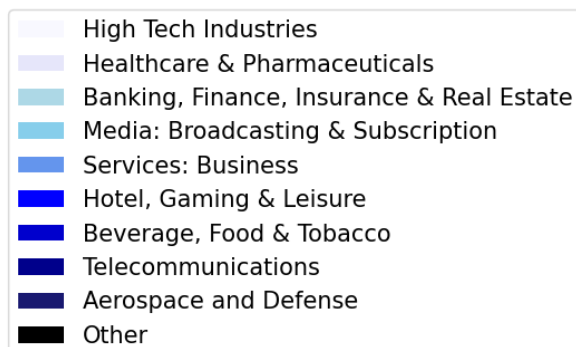 High Tech Industries
Healthcare & Pharmaceuticals
Banking, Finance, Insurance & Real Estate
Media: Broadcasting & Subscription
Services: Business
Hotel, Gaming & Leisure
Beverage, Food & Tobacco
Telecommunications
Aerospace and Defense
Other